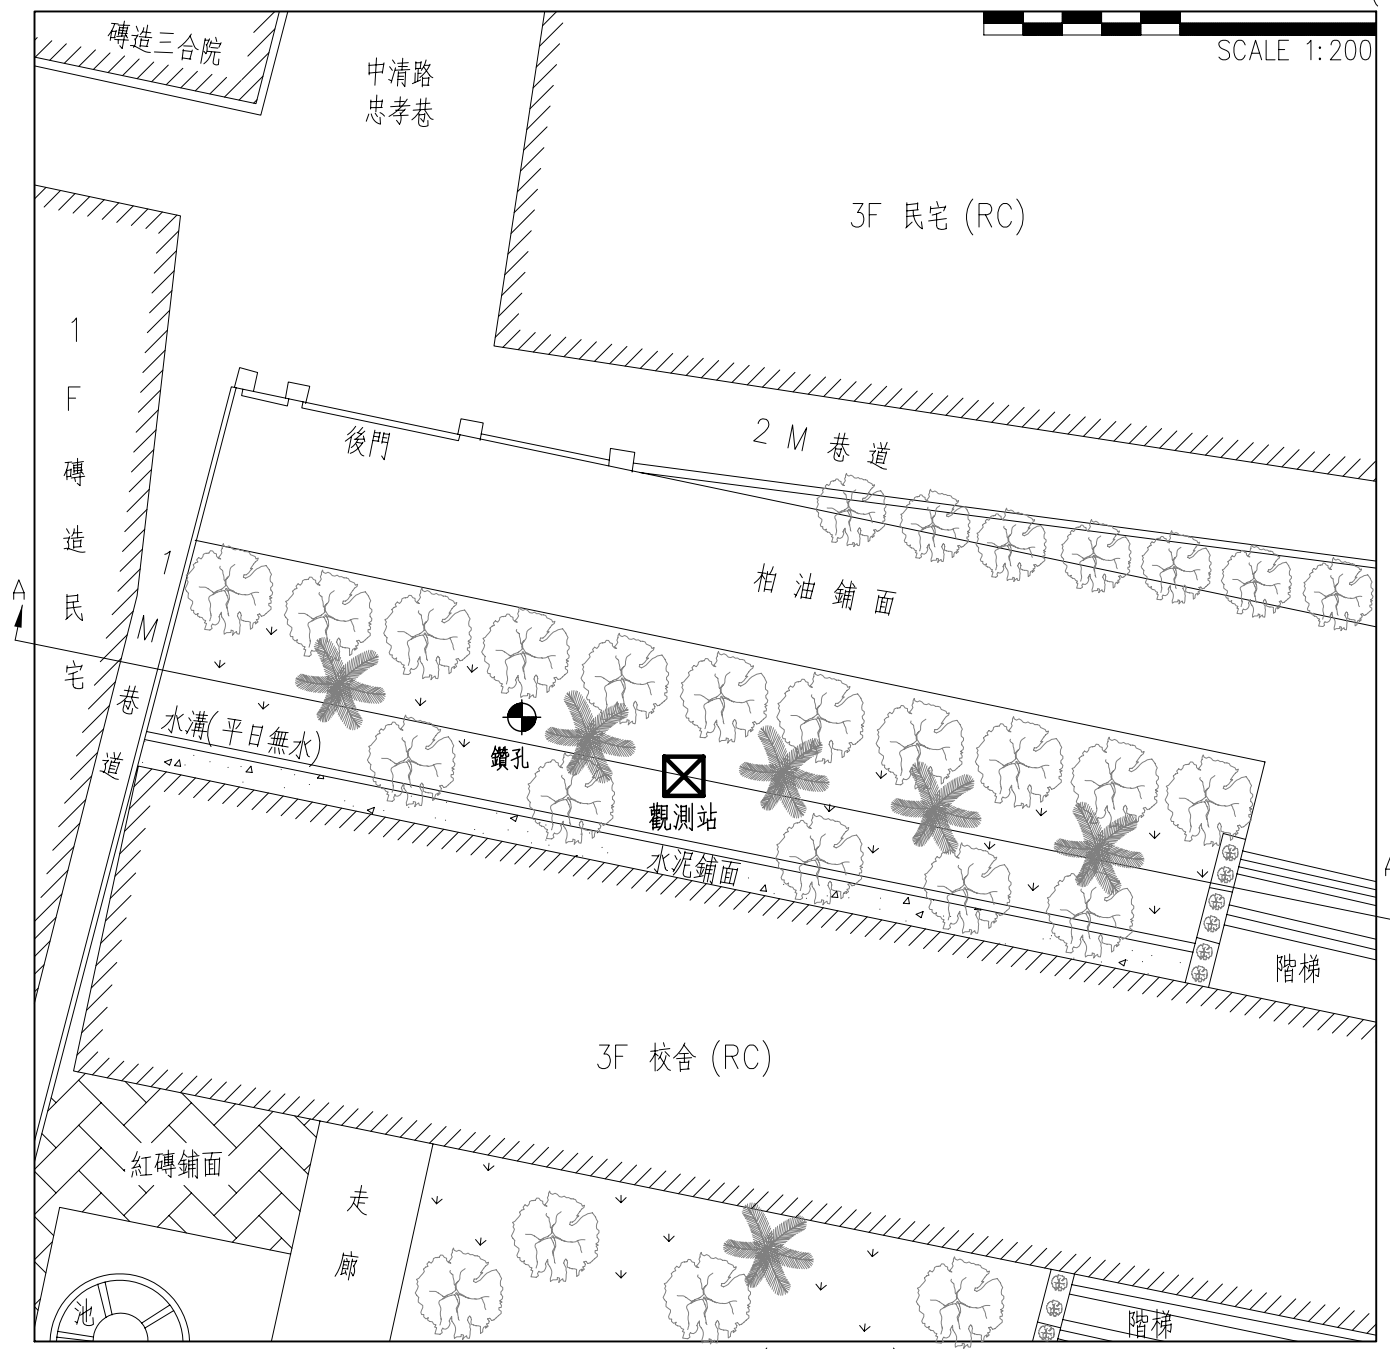 磚造三合院
中清路
忠孝巷
SCALE 1:200
3F 民宅 (RC)
1F磚造民宅
後門
2M 巷道
柏油鋪面
1M巷道
A
水溝(平日無水)
鑽孔
觀測站
水泥鋪面
A
階梯
3F 校舍 (RC)
紅磚鋪面
走廊
池
階梯